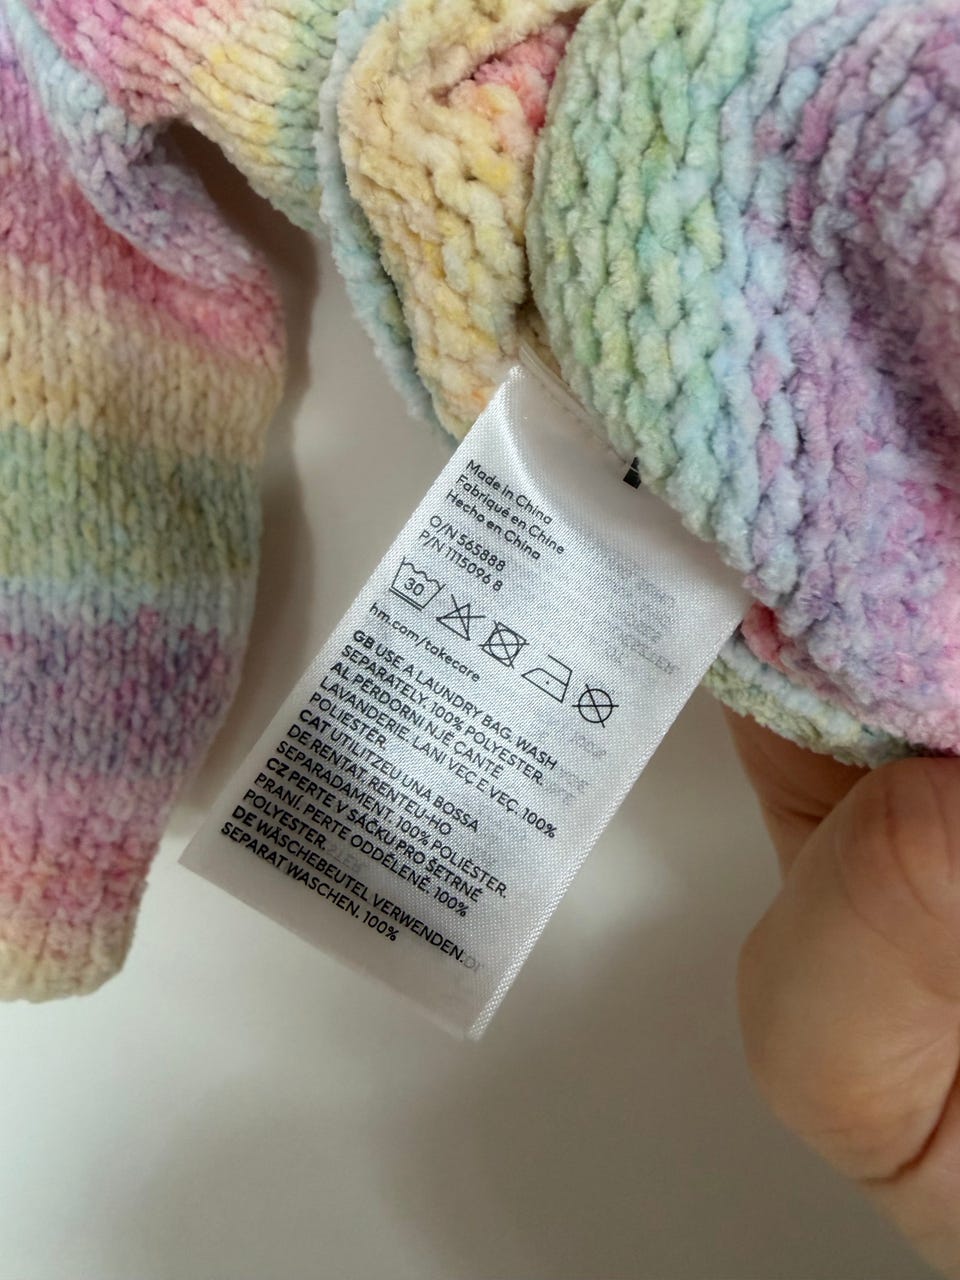 Made in China
Fabriqué en Chine
Hecho en China
O/N 565888
P/N 1115096 8
30
hm.com/takecare
GB USE A LAUNDRY BAG. WASH
SEPARATELY. 100% POLYESTER.
AL PËRDORNI NJË ÇANTË
LAVANDERIE. LANI VEÇ E VEÇ. 100%
POLIESTER.
CAT UTILITZEU UNA BOSSA
DE RENTAT. RENTEU-HO
SEPARADAMENT. 100% POLIÈSTER.
CZ PERTE V SÁČKU PRO ŠETRNÉ
PRANÍ. PERTE ODDĚLENĚ. 100%
POLYESTER.
DE WÄSCHEBEUTEL VERWENDEN.
SEPARAT WASCHEN. 100%